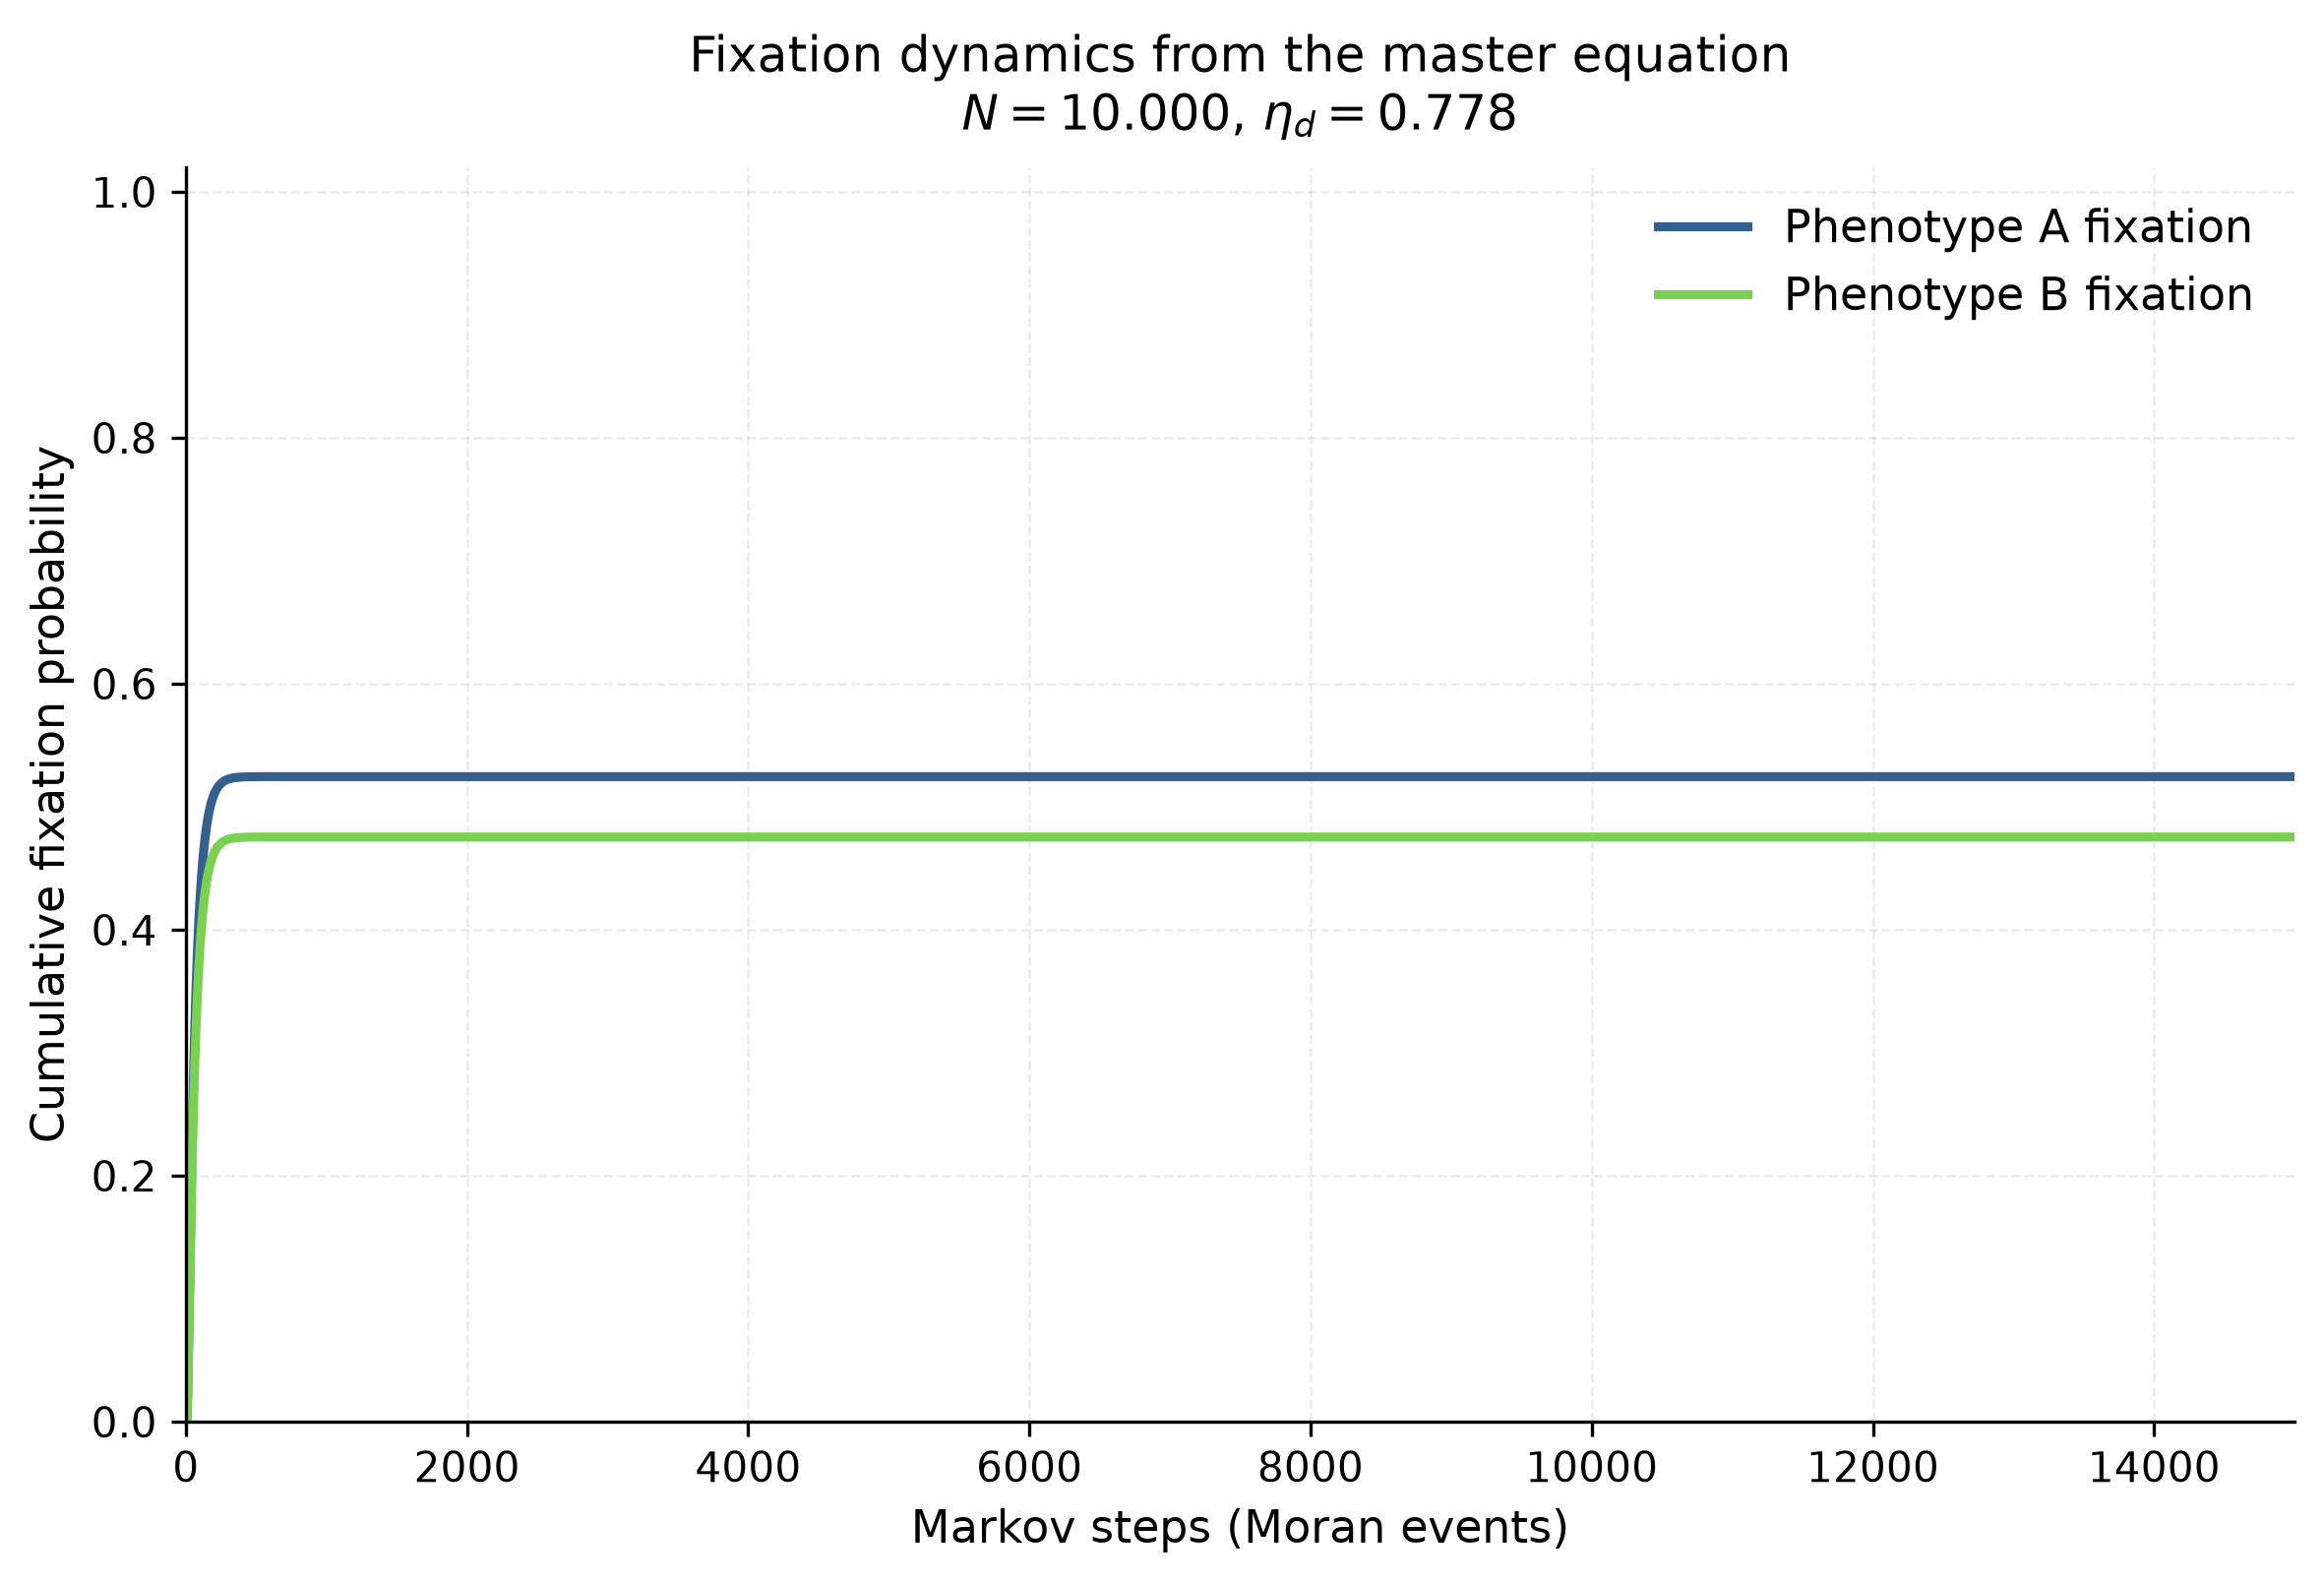 Fixation dynamics from the master equation
N = 10.000, η_d = 0.778
1.0
0.8
0.6
0.4
0.2
0.0
Cumulative fixation probability
Phenotype A fixation
Phenotype B fixation
0 2000 4000 6000 8000 10000 12000 14000
Markov steps (Moran events)